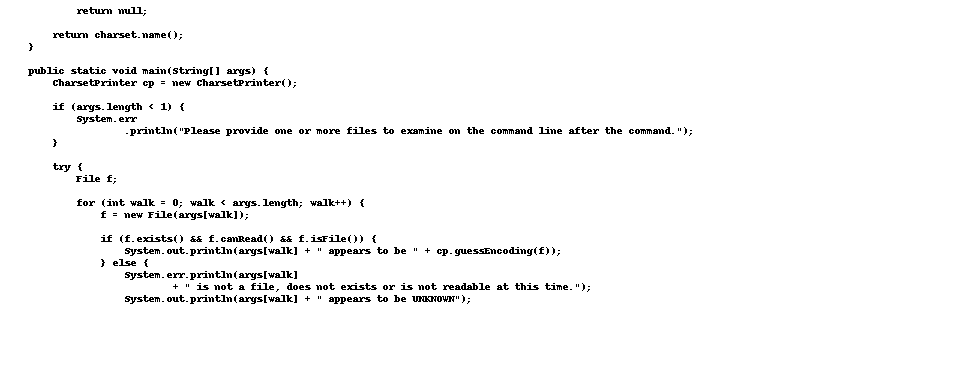 return null;
return charset.name();
}
public static void main(String[] args) {
CharsetPrinter cp = new CharsetPrinter();
if (args.length < 1) {
System.err
.println("Please provide one or more files to examine on the command line after the command.");
}
try {
File f;
for (int walk = 0; walk < args.length; walk++) {
f = new File(args[walk]);
if (f.exists() && f.canRead() && f.isFile()) {
System.out.println(args[walk] + " appears to be " + cp.guessEncoding(f));
} else {
System.err.println(args[walk]
+ " is not a file, does not exists or is not readable at this time.");
System.out.println(args[walk] + " appears to be UNKNOWN");